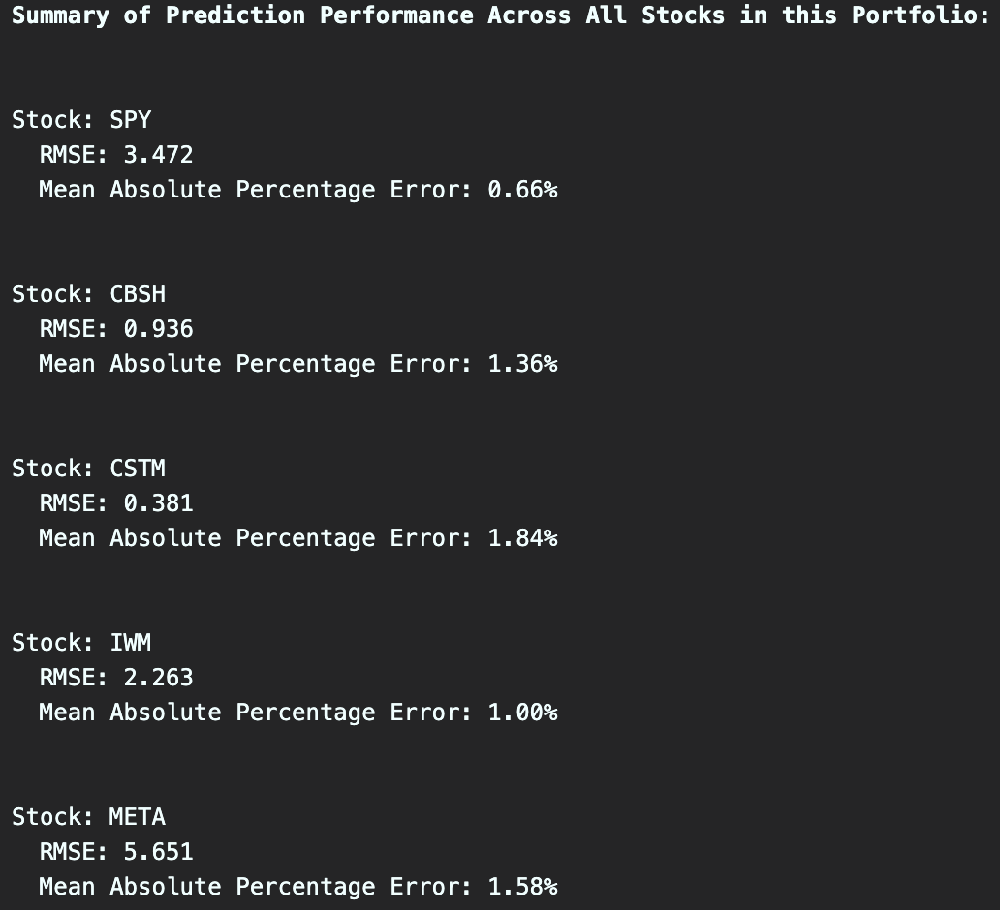 Summary of Prediction Performance Across All Stocks in this Portfolio:
Stock: SPY
RMSE: 3.472
Mean Absolute Percentage Error: 0.66%
Stock: CBSH
RMSE: 0.936
Mean Absolute Percentage Error: 1.36%
Stock: CSTM
RMSE: 0.381
Mean Absolute Percentage Error: 1.84%
Stock: IWM
RMSE: 2.263
Mean Absolute Percentage Error: 1.00%
Stock: META
RMSE: 5.651
Mean Absolute Percentage Error: 1.58%